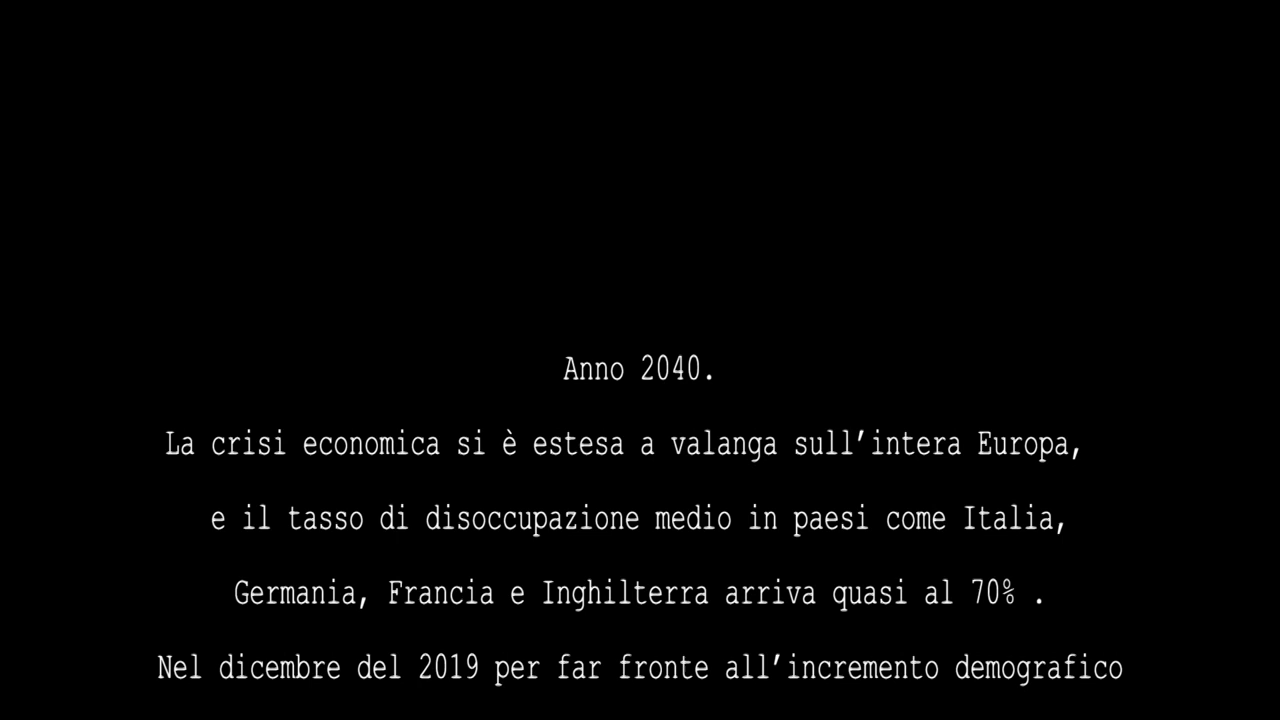 Anno 2040.
La crisi economica si è estesa a valanga sull’intera Europa,
e il tasso di disoccupazione medio in paesi come Italia,
Germania, Francia e Inghilterra arriva quasi al 70% .
Nel dicembre del 2019 per far fronte all’incremento demografico